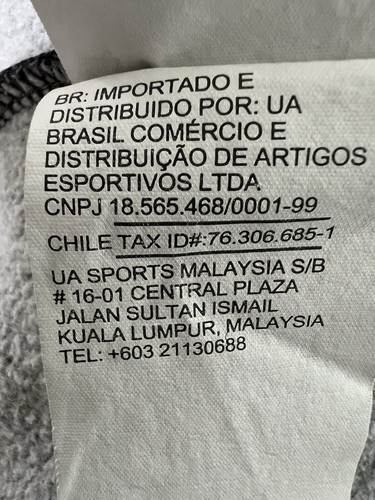 BR: IMPORTADO E
DISTRIBUIDO POR: UA
BRASIL COMÉRCIO E
DISTRIBUIÇÃO DE ARTIGOS
ESPORTIVOS LTDA
CNPJ 18.565.468/0001-99
CHILE TAX ID#:76.306.685-1
UA SPORTS MALAYSIA S/B
# 16-01 CENTRAL PLAZA
JALAN SULTAN ISMAIL
KUALA LUMPUR, MALAYSIA
TEL: +603 21130688